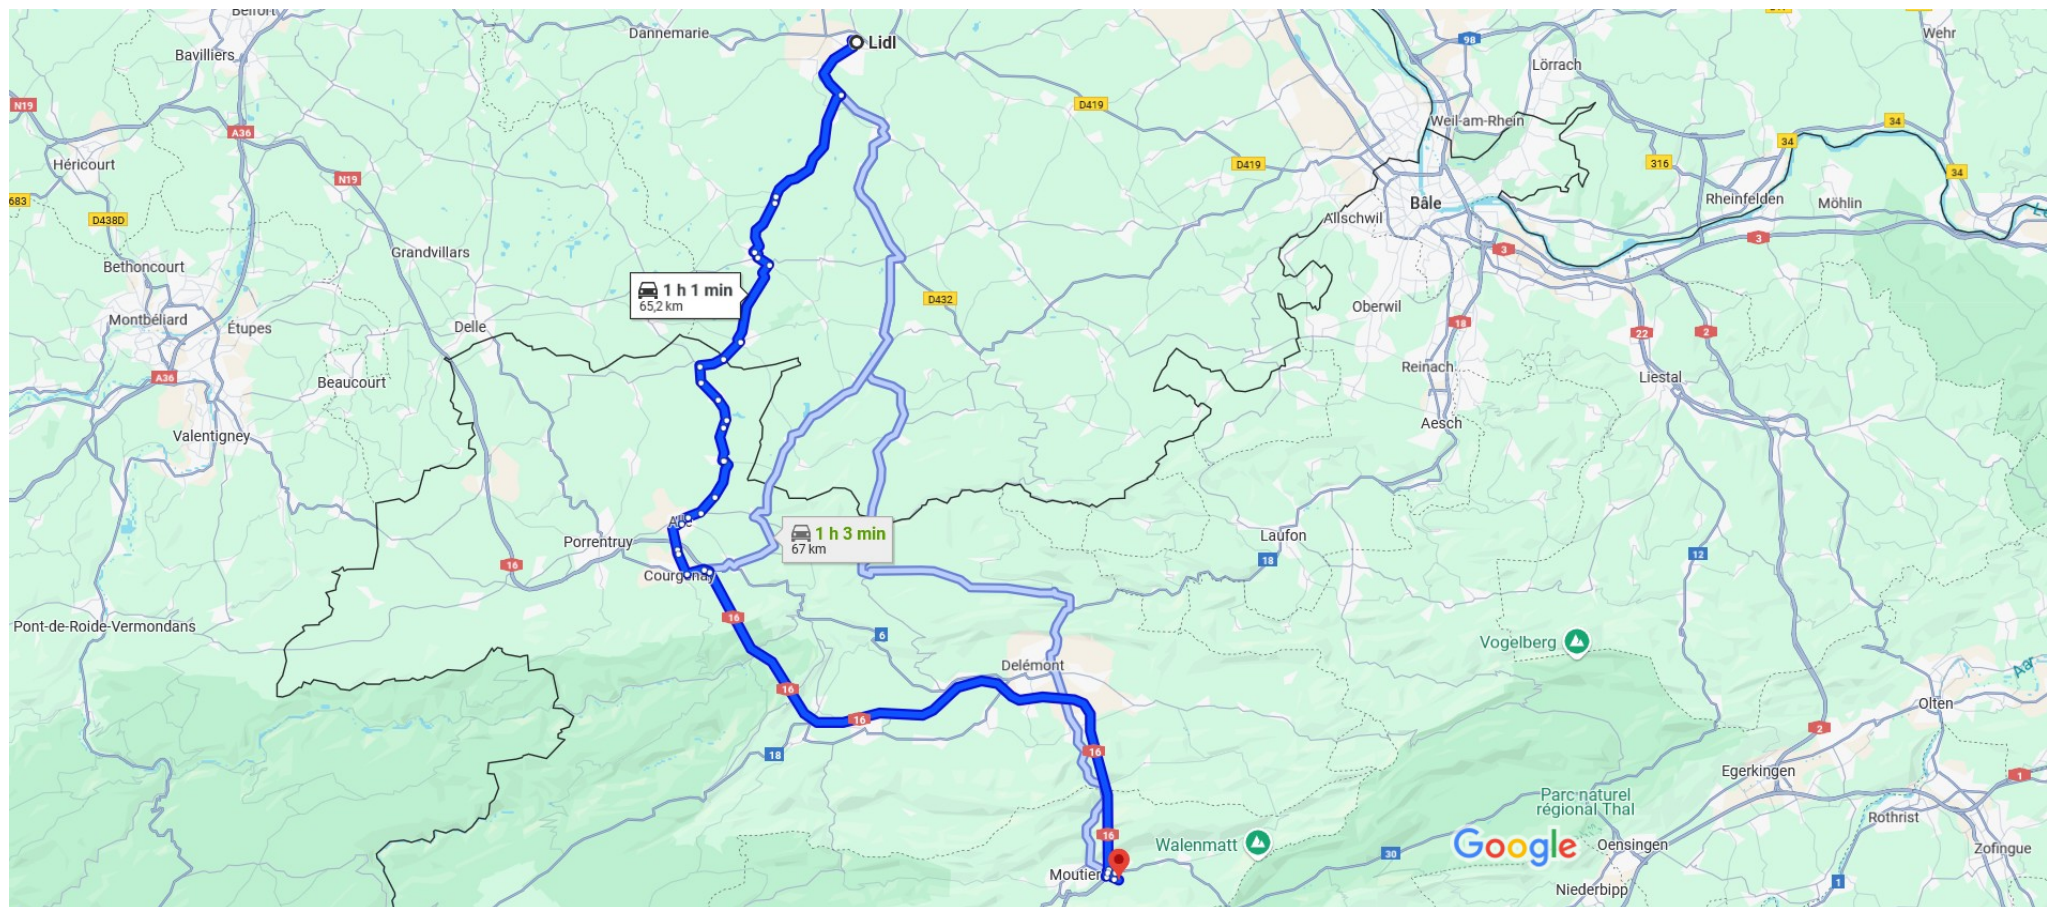 Belfort
Dannemarie
Lidl
Wehr
98
Bavilliers
Lörrach
N19
D419
A36
Weil-am-Rhein
34
34
Héricourt
D419
316
34
N19
683
Bâle
Rheinfelden
Möhlin
D438D
Allschwil
Grandvillars
3
3
Bethoncourt
1 h 1 min
65,2 km
D432
Oberwil
Montbéliard
Étupes
Delle
18
22
2
A36
Beaucourt
Reinach
Liestal
Valentigney
Aesch
Alle
1 h 3 min
67 km
Porrentruy
Laufon
12
16
18
Courgenay
16
Pont-de-Roide-Vermondans
6
Vogelberg
Delémont
Aar
16
Olten
16
2
18
16
Egerkingen
1
Parc naturel
régional Thal
16
Rothrist
Walenmatt
Google
Oensingen
30
Zofingue
Moutier
1
Niederbipp